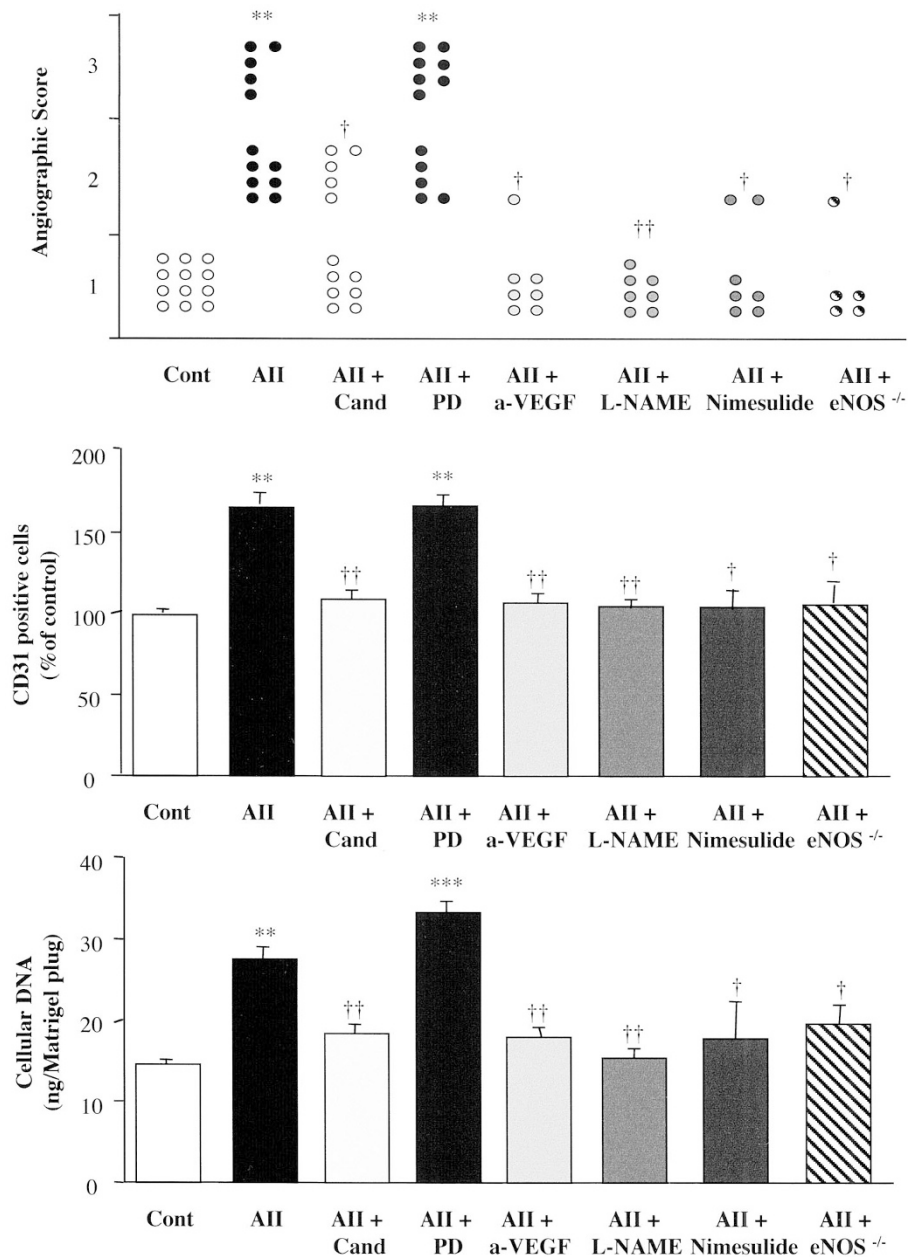 ** **
3
†
2
† † †
††
1
Angiographic Score
Cont AII AII + AII + AII + AII + AII + AII +
Cand PD a-VEGF L-NAME Nimesulide eNOS -/-
200
** **
150
†† †† †† † †
100
50
0
CD31 positive cells
(% of control)
Cont AII AII + AII + AII + AII + AII + AII +
Cand PD a-VEGF L-NAME Nimesulide eNOS -/-
40
***
30
**
†† †† †† † †
20
10
0
Cellular DNA
(ng/Matrigel plug)
Cont AII AII + AII + AII + AII + AII + AII +
Cand PD a-VEGF L-NAME Nimesulide eNOS -/-